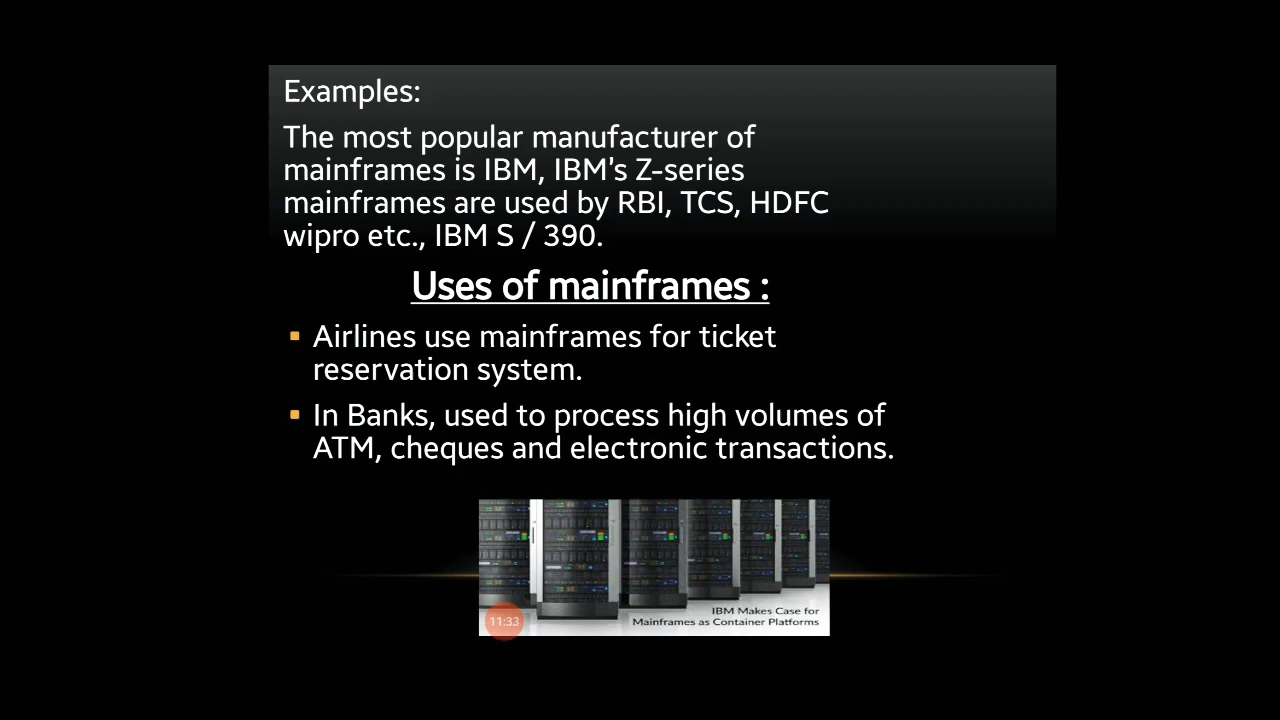 Examples:
The most popular manufacturer of
mainframes is IBM, IBM's Z-series
mainframes are used by RBI, TCS, HDFC
wipro etc., IBM S / 390.
Uses of mainframes :
Airlines use mainframes for ticket
reservation system.
In Banks, used to process high volumes of
ATM, cheques and electronic transactions.
IBM Makes Case for
Mainframes as Container Platforms
11:33